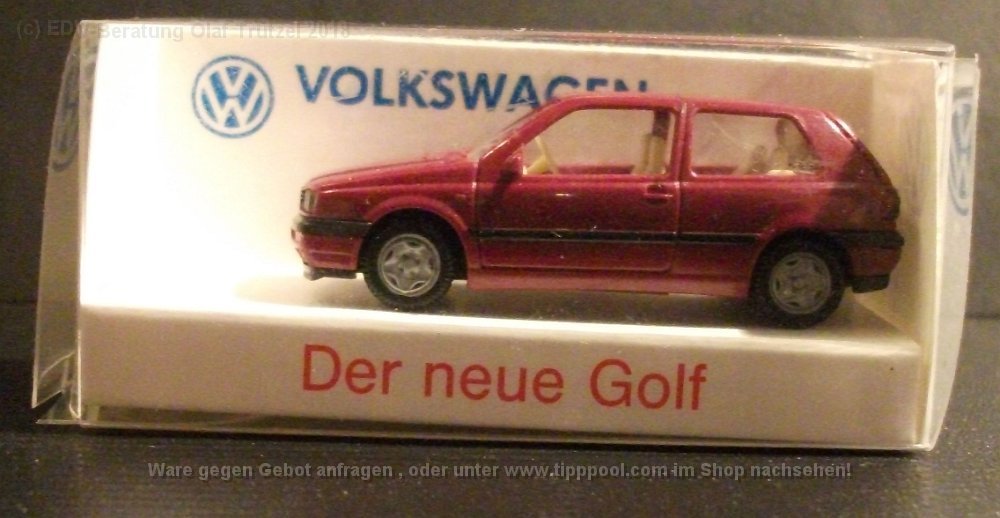 (c) EDV-Beratung Olaf Trutzel 2018
VW VOLKSWAGEN
Der neue Golf
Ware gegen Gebot anfragen , oder unter www.tipppool.com im Shop nachsehen!